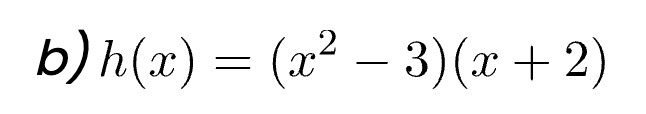 b) h(x) = (x² − 3)(x + 2)